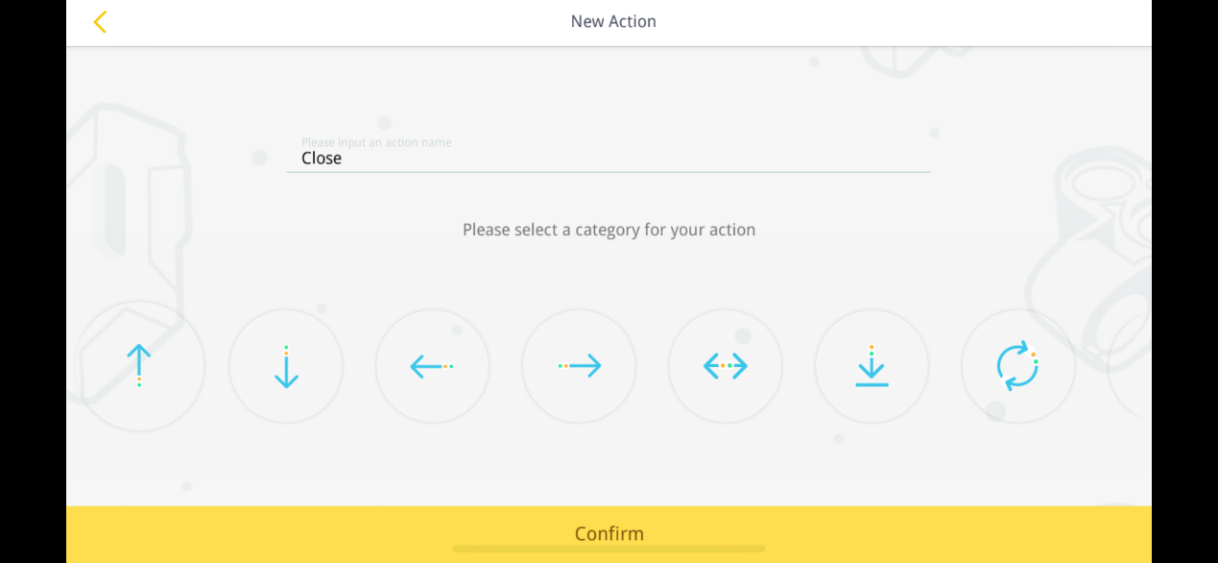 New Action
Please input an action name
Close
Please select a category for your action
Confirm